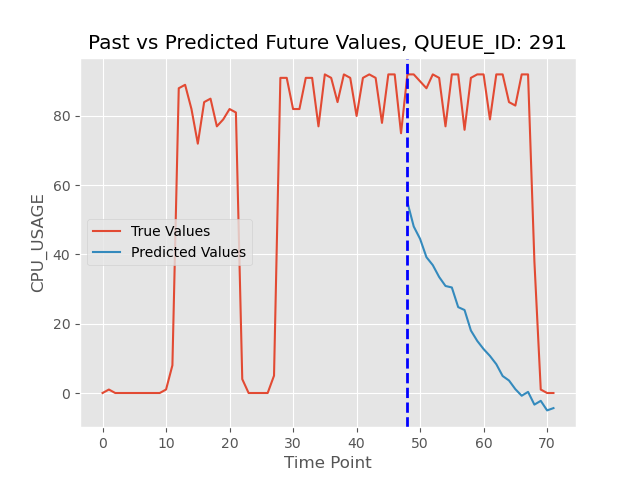 Past vs Predicted Future Values, QUEUE_ID: 291
CPU_USAGE
80
60
40
20
0
True Values
Predicted Values
0 10 20 30 40 50 60 70
Time Point